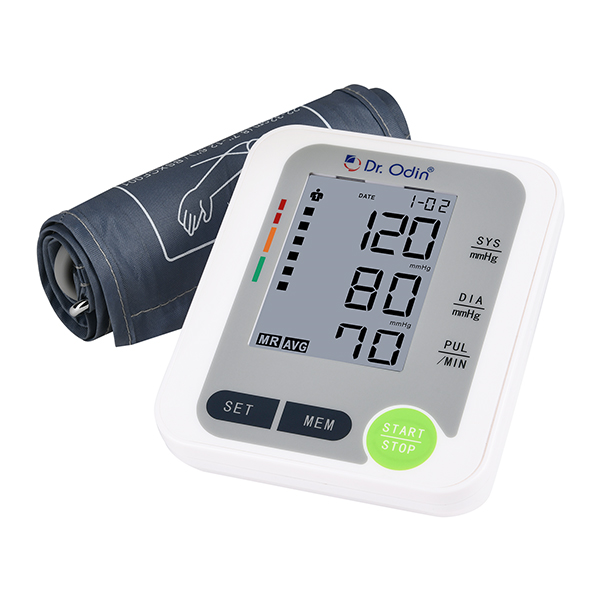 Dr. Odin®
DATE 1-02
120 SYS
mmHg mmHg
80 DIA
mmHg mmHg
70 PUL
/MIN
MR AVG
SET MEM START
STOP